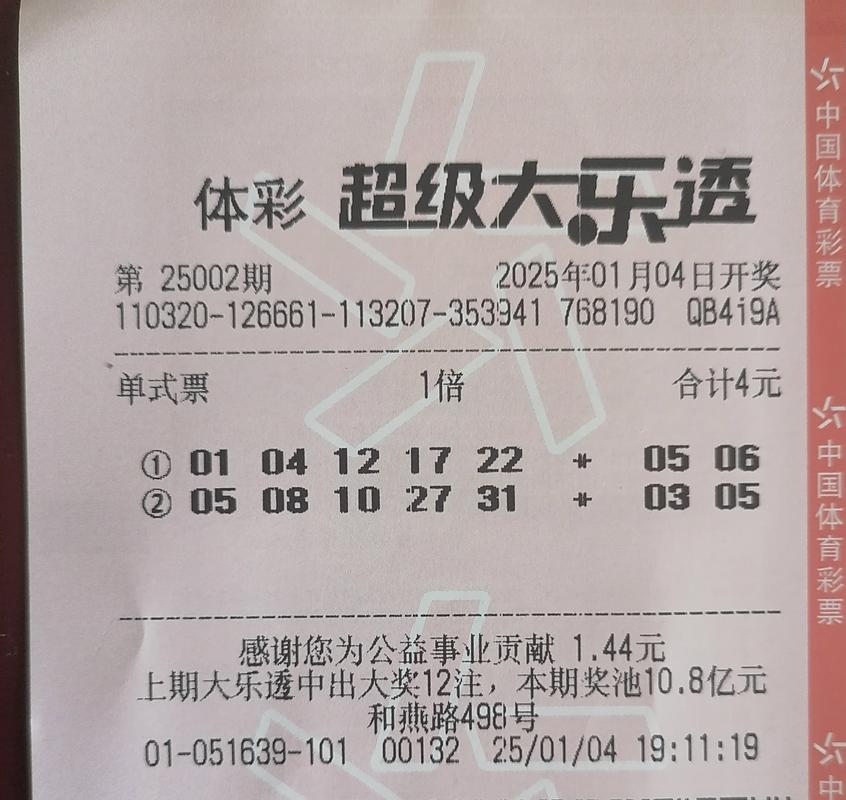 体彩 超级大乐透
第 25002期 2025年01月04日开奖
110320-126661-113207-353941 768190 QB4i9A
单式票 1倍 合计4元
① 01 04 12 17 22 * 05 06
② 05 08 10 27 31 * 03 05
感谢您为公益事业贡献 1.44元
上期大乐透中出大奖12注，本期奖池10.8亿元
和燕路498号
01-051639-101 00132 25/01/04 19:11:19
中国体育彩票
中国体育彩票
中